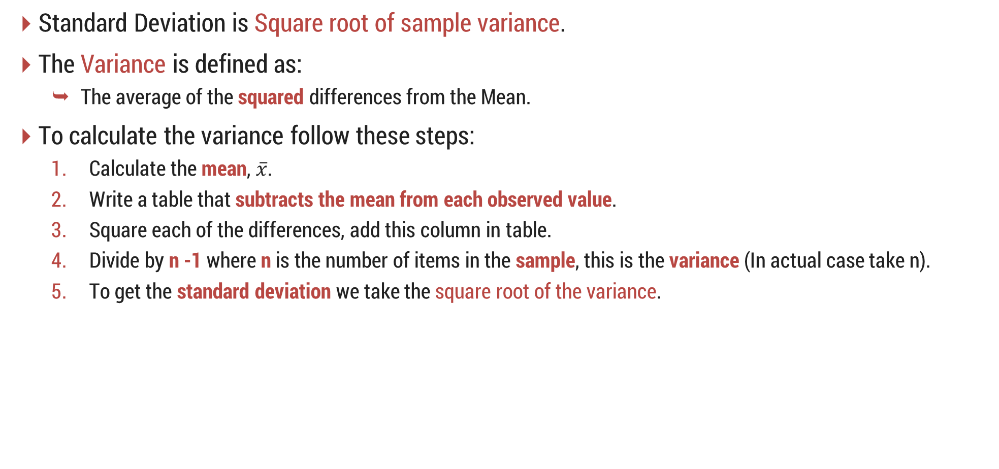 Standard Deviation is Square root of sample variance.
The Variance is defined as:
The average of the squared differences from the Mean.
To calculate the variance follow these steps:
1. Calculate the mean, x̄.
2. Write a table that subtracts the mean from each observed value.
3. Square each of the differences, add this column in table.
4. Divide by n -1 where n is the number of items in the sample, this is the variance (In actual case take n).
5. To get the standard deviation we take the square root of the variance.